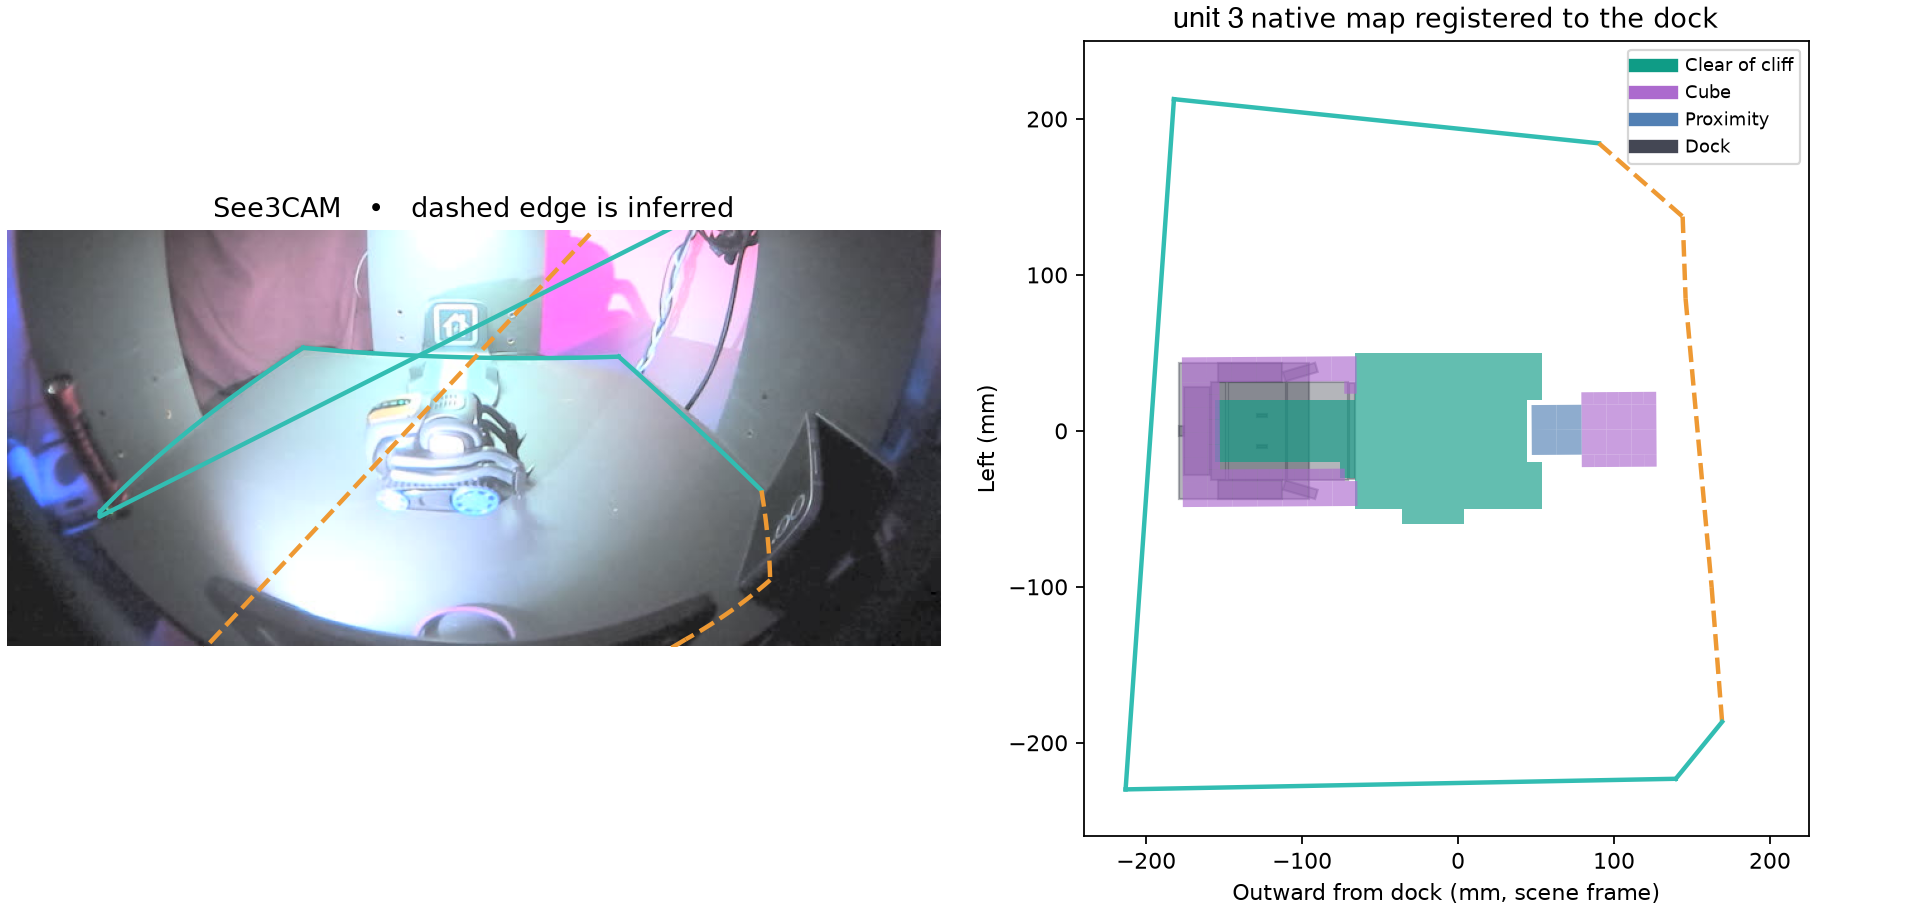 See3CAM • dashed edge is inferred
unit 3 native map registered to the dock
Clear of cliff
Cube
Proximity
Dock
Left (mm)
200
100
0
−100
−200
−200 −100 0 100 200
Outward from dock (mm, scene frame)